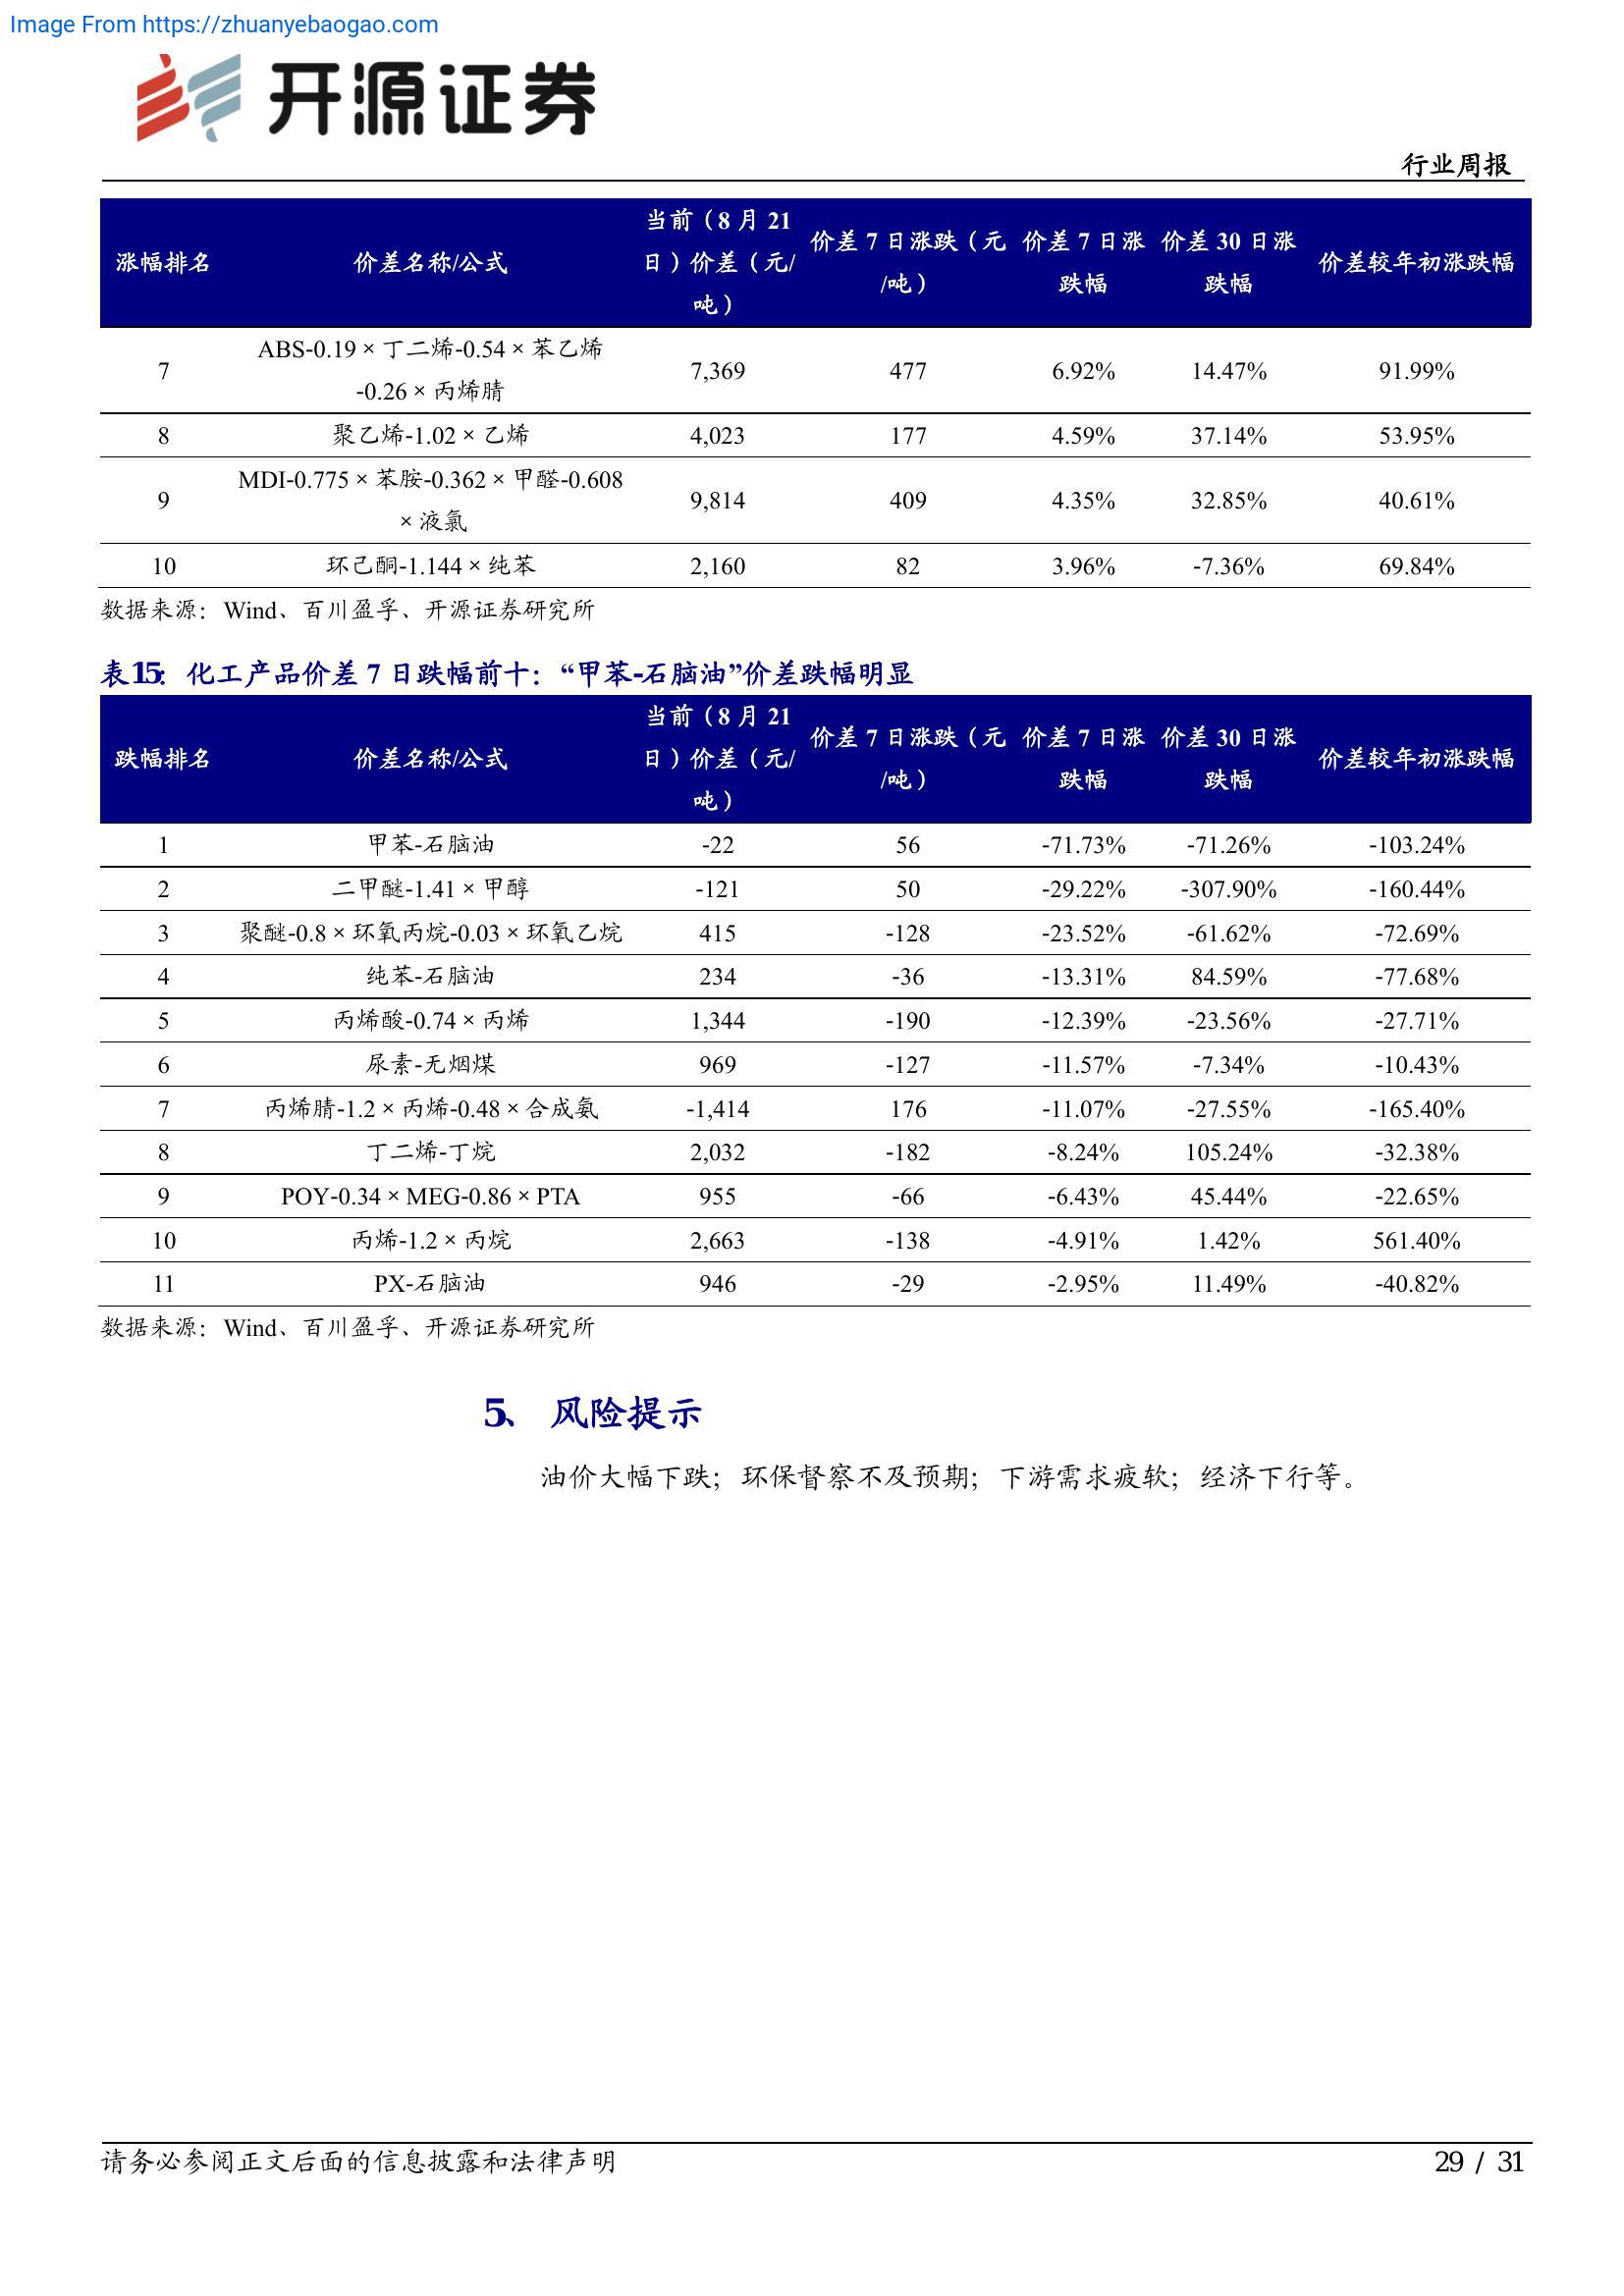 Image From https://zhuanyebaogao.com
开源证券
行业周报
涨幅排名 价差名称/公式 当前（8 月 21 日）价差（元/吨） 价差 7 日涨跌（元/吨） 价差 7 日涨跌幅 价差 30 日涨跌幅 价差较年初涨跌幅
7 ABS-0.19×丁二烯-0.54×苯乙烯-0.26×丙烯腈 7,369 477 6.92% 14.47% 91.99%
8 聚乙烯-1.02×乙烯 4,023 177 4.59% 37.14% 53.95%
9 MDI-0.775×苯胺-0.362×甲醛-0.608×液氯 9,814 409 4.35% 32.85% 40.61%
10 环己酮-1.144×纯苯 2,160 82 3.96% -7.36% 69.84%
数据来源：Wind、百川盈孚、开源证券研究所
表15：化工产品价差 7 日跌幅前十：“甲苯-石脑油”价差跌幅明显
跌幅排名 价差名称/公式 当前（8 月 21 日）价差（元/吨） 价差 7 日涨跌（元/吨） 价差 7 日涨跌幅 价差 30 日涨跌幅 价差较年初涨跌幅
1 甲苯-石脑油 -22 56 -71.73% -71.26% -103.24%
2 二甲醚-1.41×甲醇 -121 50 -29.22% -307.90% -160.44%
3 聚醚-0.8×环氧丙烷-0.03×环氧乙烷 415 -128 -23.52% -61.62% -72.69%
4 纯苯-石脑油 234 -36 -13.31% 84.59% -77.68%
5 丙烯酸-0.74×丙烯 1,344 -190 -12.39% -23.56% -27.71%
6 尿素-无烟煤 969 -127 -11.57% -7.34% -10.43%
7 丙烯腈-1.2×丙烯-0.48×合成氨 -1,414 176 -11.07% -27.55% -165.40%
8 丁二烯-丁烷 2,032 -182 -8.24% 105.24% -32.38%
9 POY-0.34×MEG-0.86×PTA 955 -66 -6.43% 45.44% -22.65%
10 丙烯-1.2×丙烷 2,663 -138 -4.91% 1.42% 561.40%
11 PX-石脑油 946 -29 -2.95% 11.49% -40.82%
数据来源：Wind、百川盈孚、开源证券研究所
5、 风险提示
油价大幅下跌；环保督察不及预期；下游需求疲软；经济下行等。
请务必参阅正文后面的信息披露和法律声明 29 / 31